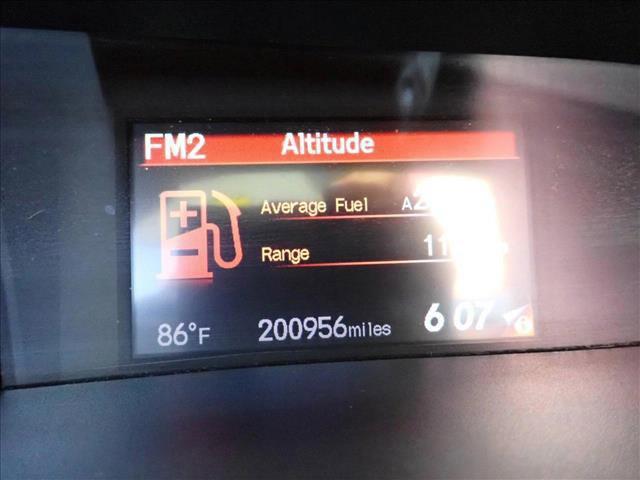 FM2 Altitude
Average Fuel
Range
86°F 200956miles 6 07